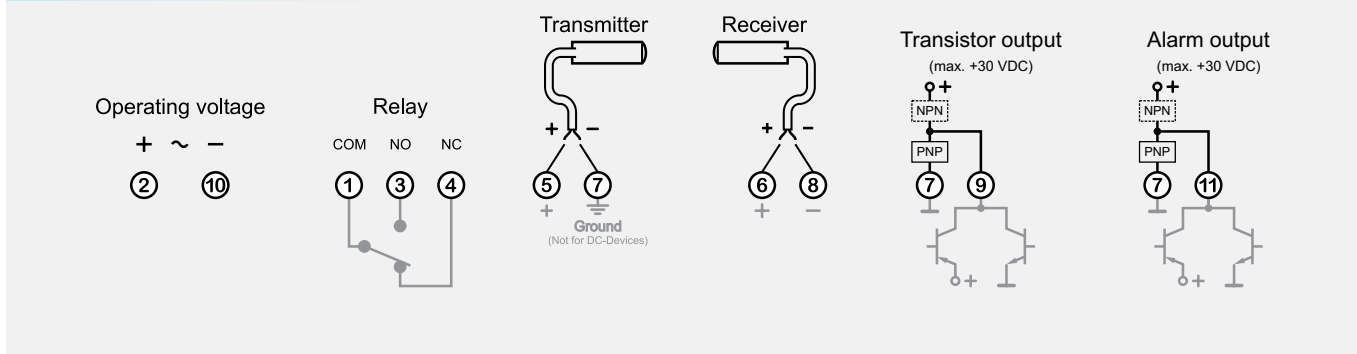 Operating voltage
+ ~ −
2 10
Relay
COM NO NC
1 3 4
Transmitter
+ −
5 7
+
Ground
(Not for DC-Devices)
Receiver
+ −
6 8
+ −
Transistor output
(max. +30 VDC)
+
NPN
PNP
7 9
+
Alarm output
(max. +30 VDC)
+
NPN
PNP
7 11
+